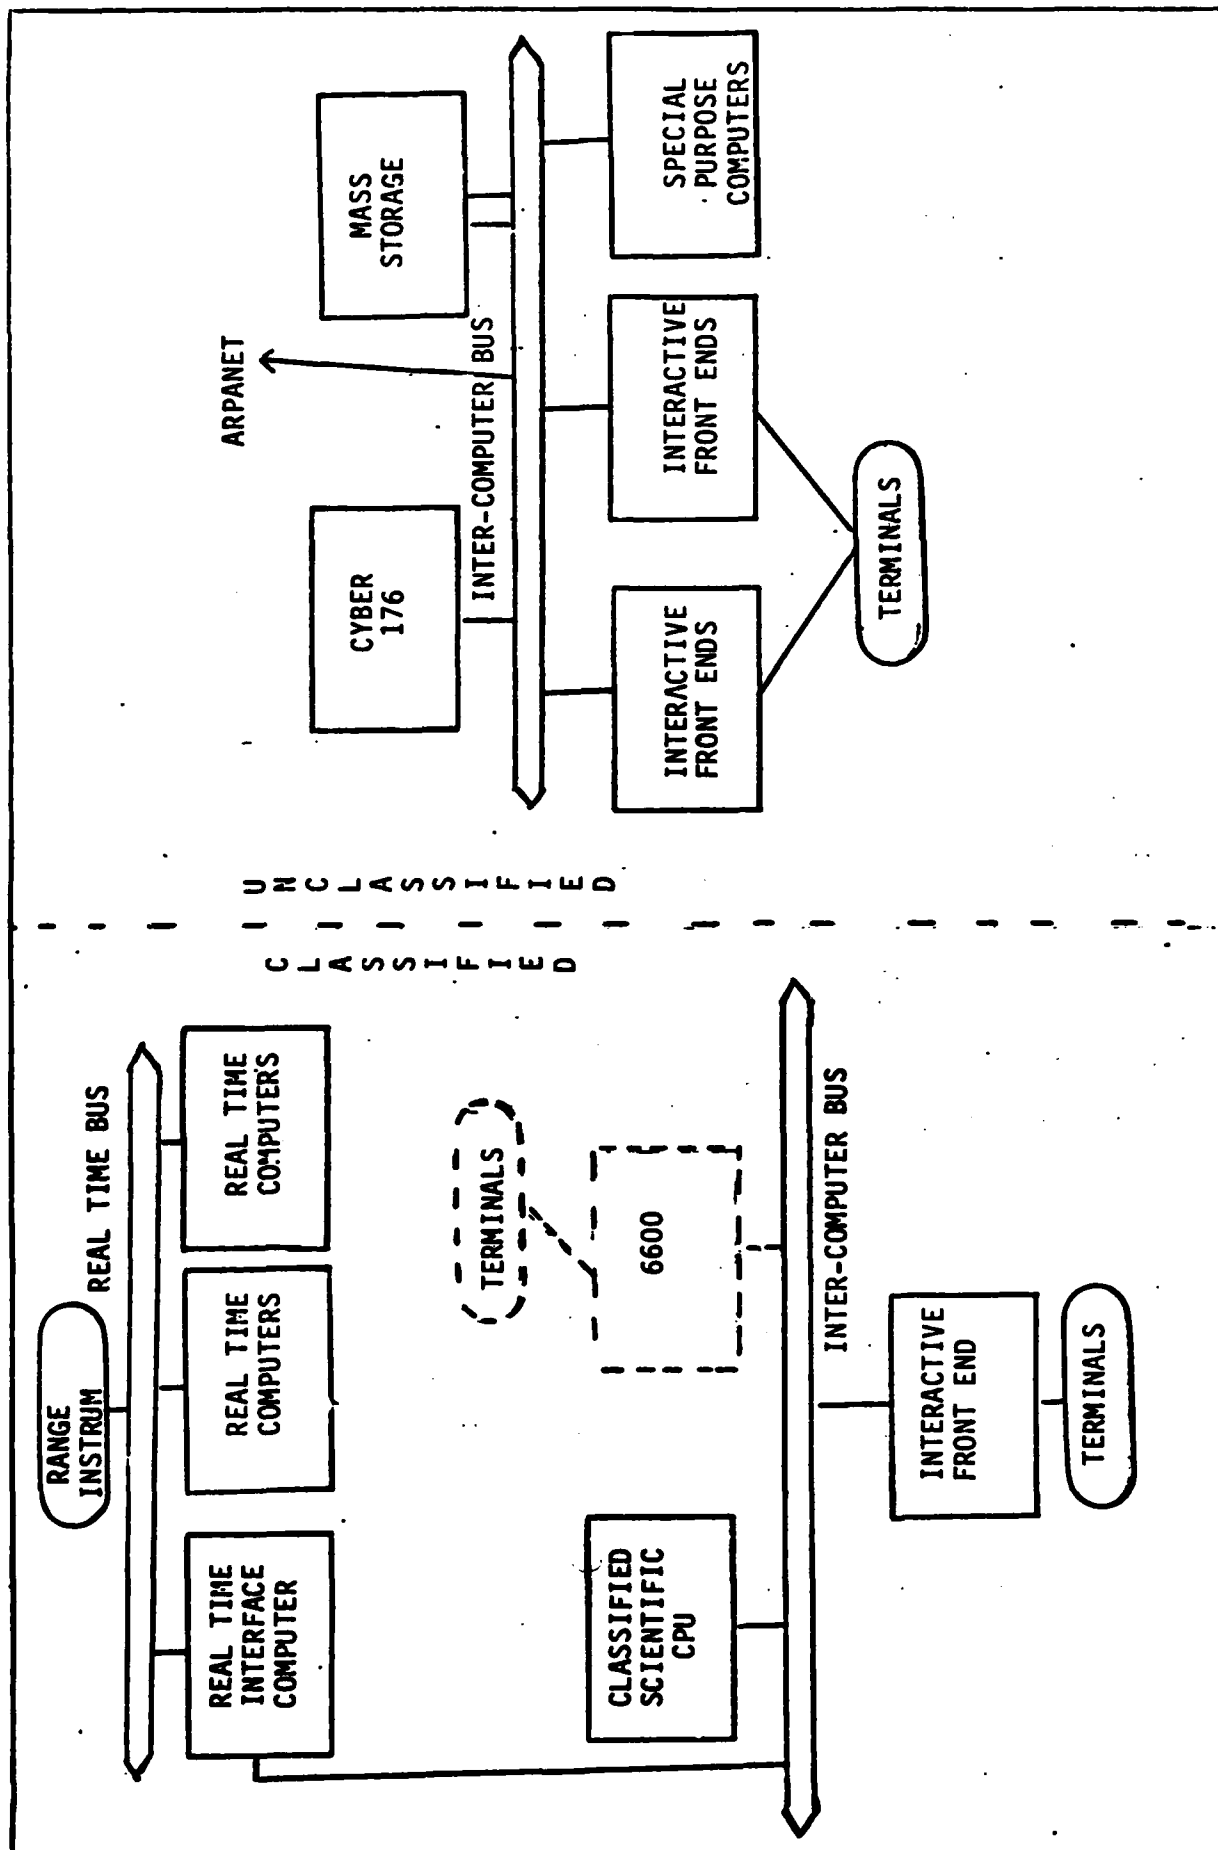 RANGE
INSTRUM
REAL TIME BUS
REAL TIME
INTERFACE
COMPUTER
REAL TIME
COMPUTERS
REAL TIME
COMPUTERS
TERMINALS
CLASSIFIED
SCIENTIFIC
CPU
6600
INTER-COMPUTER BUS
INTERACTIVE
FRONT END
TERMINALS
CLASSIFIED
UNCLASSIFIED
ARPANET
CYBER
176
MASS
STORAGE
INTER-COMPUTER BUS
INTERACTIVE
FRONT ENDS
INTERACTIVE
FRONT ENDS
SPECIAL
PURPOSE
COMPUTERS
TERMINALS